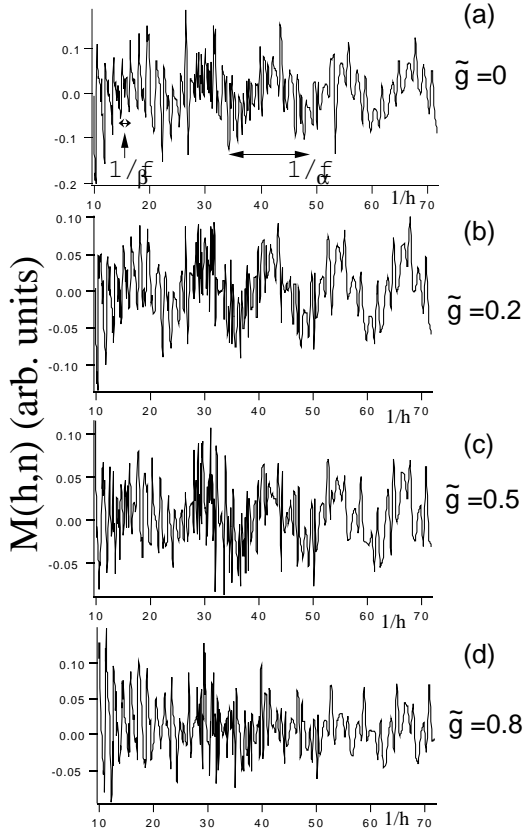 (a)
g̃ =0
0.1
0.0
-0.1
-0.2
1/f β
1/f α
1/h
10 20 30 40 50 60 70
M(h,n) (arb. units)
(b)
g̃ =0.2
0.10
0.05
0.00
-0.05
-0.10
1/h
10 20 30 40 50 60 70
(c)
g̃ =0.5
0.10
0.05
0.00
-0.05
1/h
10 20 30 40 50 60 70
(d)
g̃ =0.8
0.10
0.05
0.00
-0.05
10 20 30 40 50 60 70
1/h